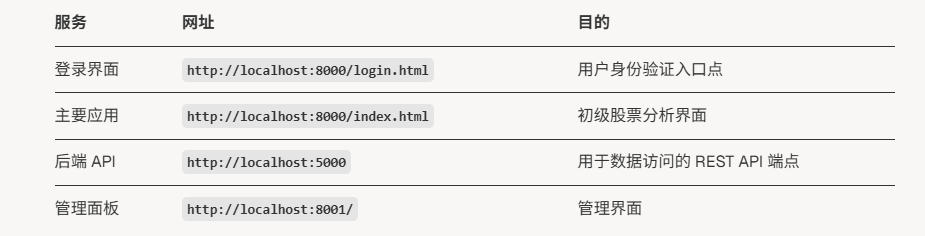 服务 网址 目的
登录界面 http://localhost:8000/login.html 用户身份验证入口点
主要应用 http://localhost:8000/index.html 初级股票分析界面
后端 API http://localhost:5000 用于数据访问的 REST API 端点
管理面板 http://localhost:8001/ 管理界面